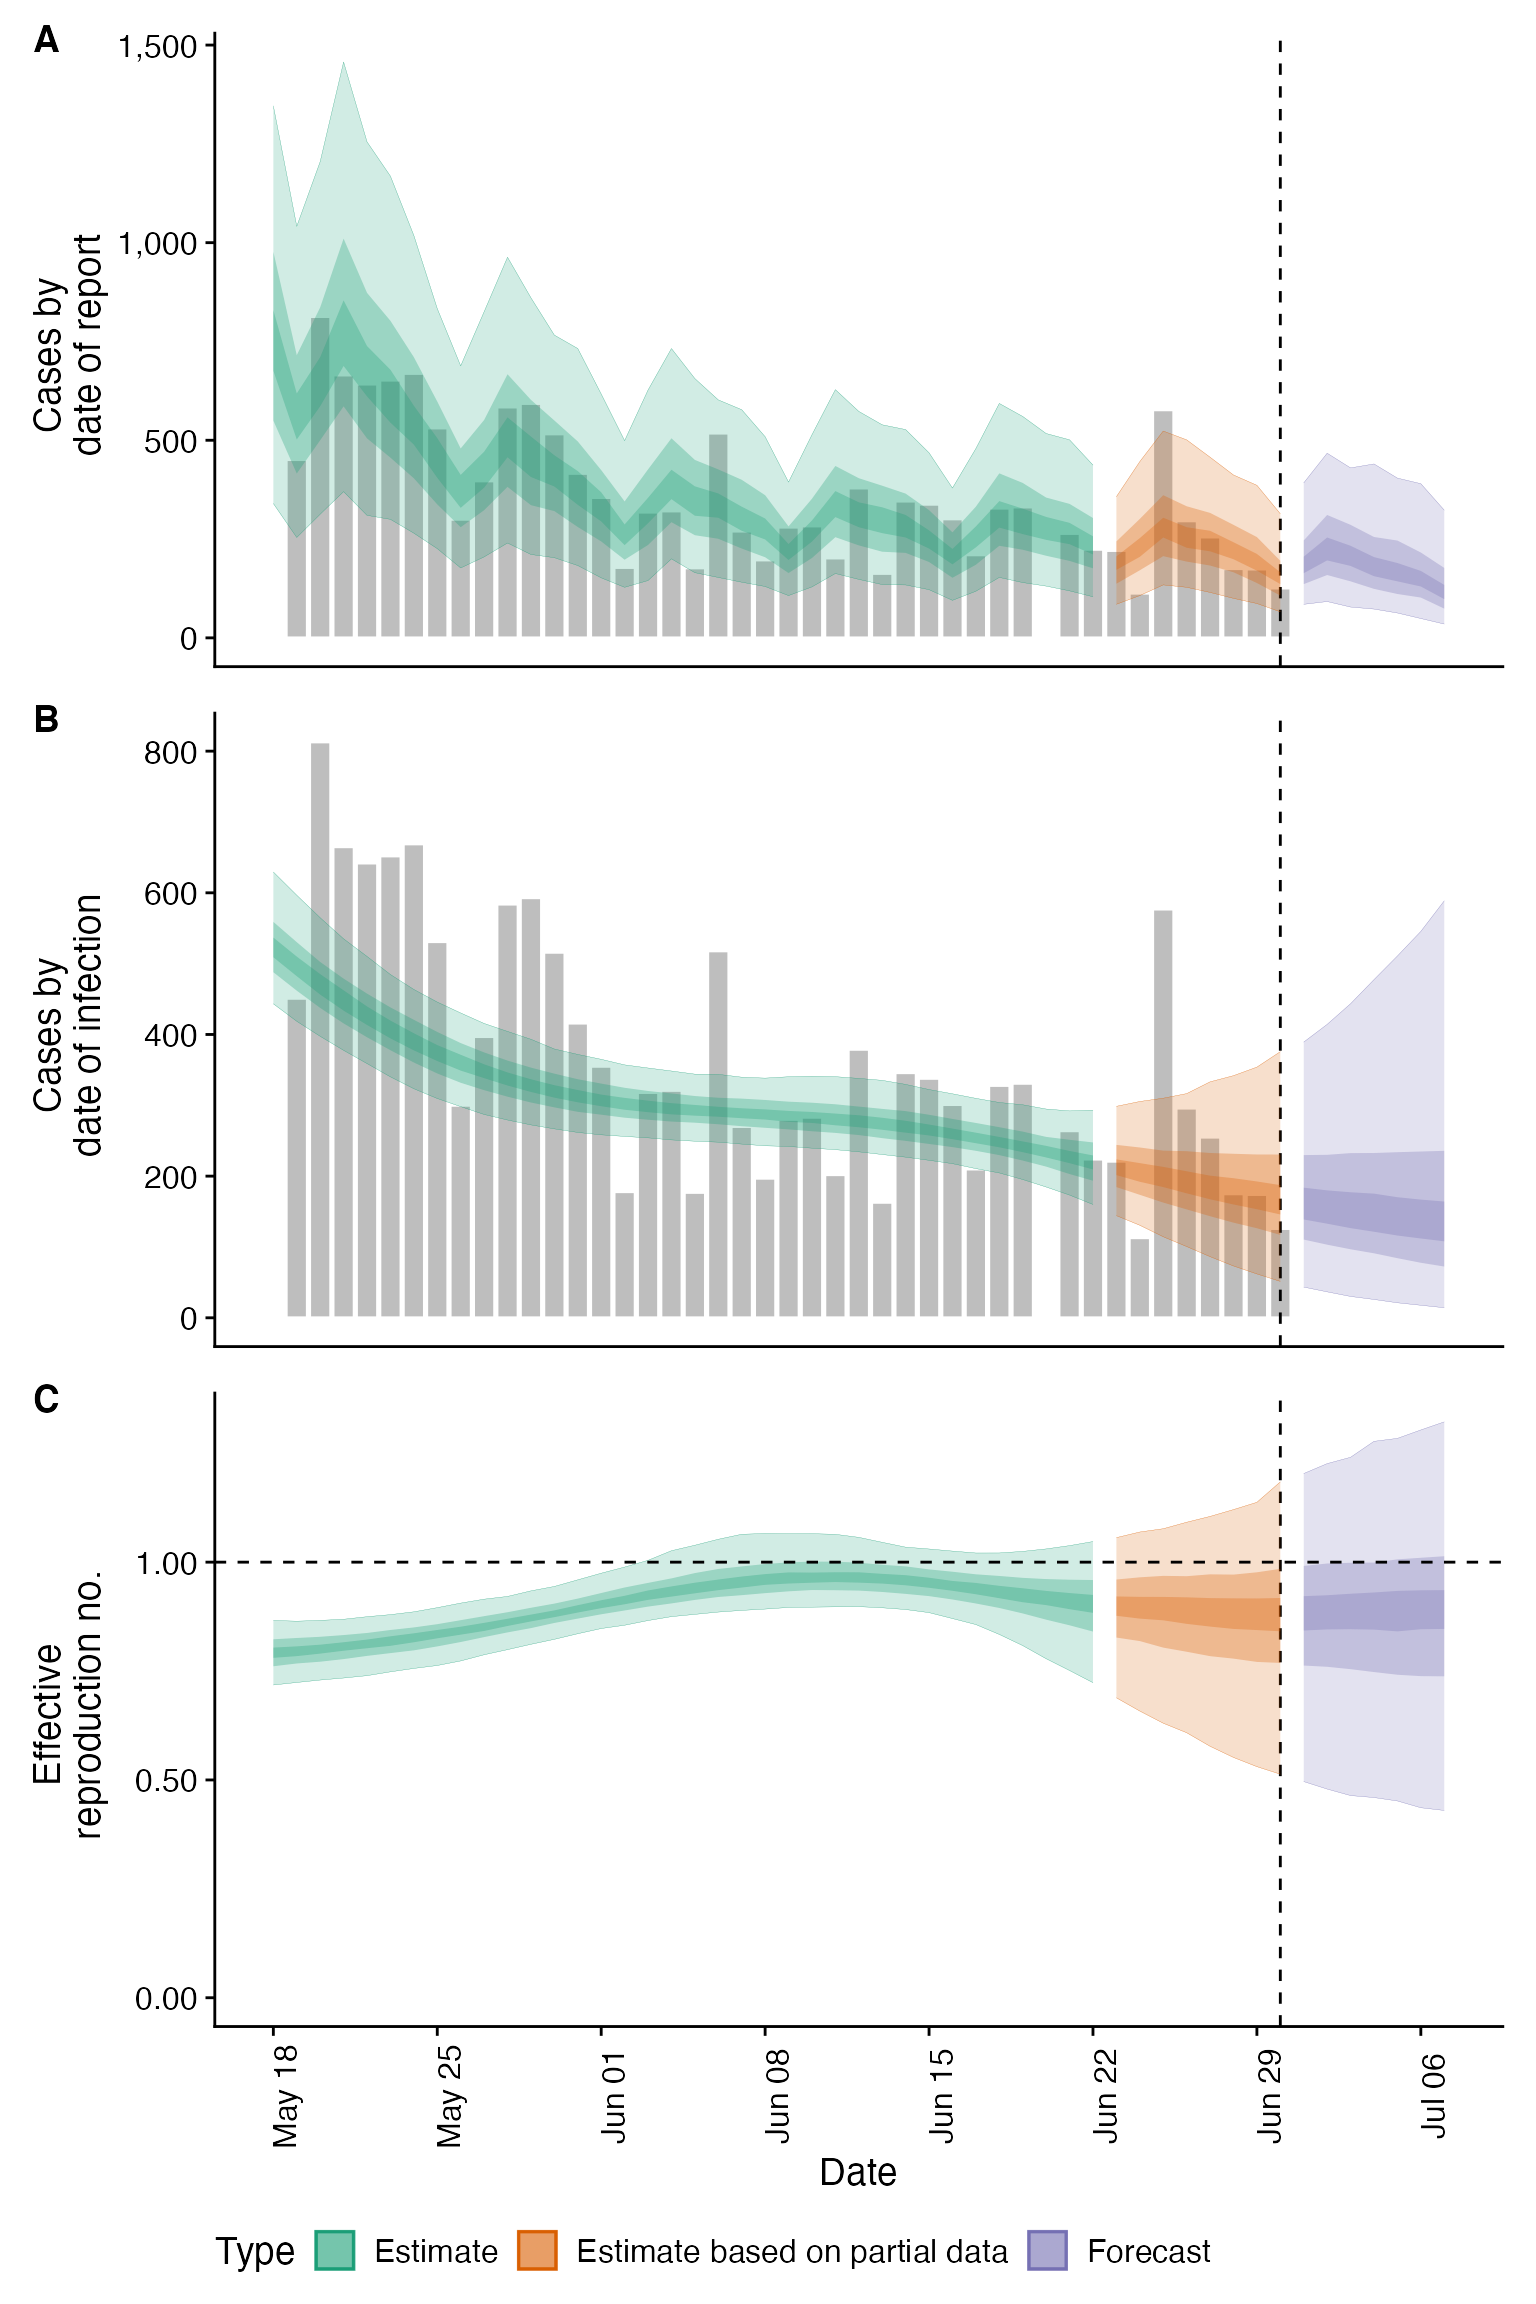 A
1,500
1,000
500
0
Cases by
date of report
B
800
600
400
200
0
Cases by
date of infection
C
1.00
0.50
0.00
Effective
reproduction no.
May 18
May 25
Jun 01
Jun 08
Jun 15
Jun 22
Jun 29
Jul 06
Date
Type Estimate Estimate based on partial data Forecast